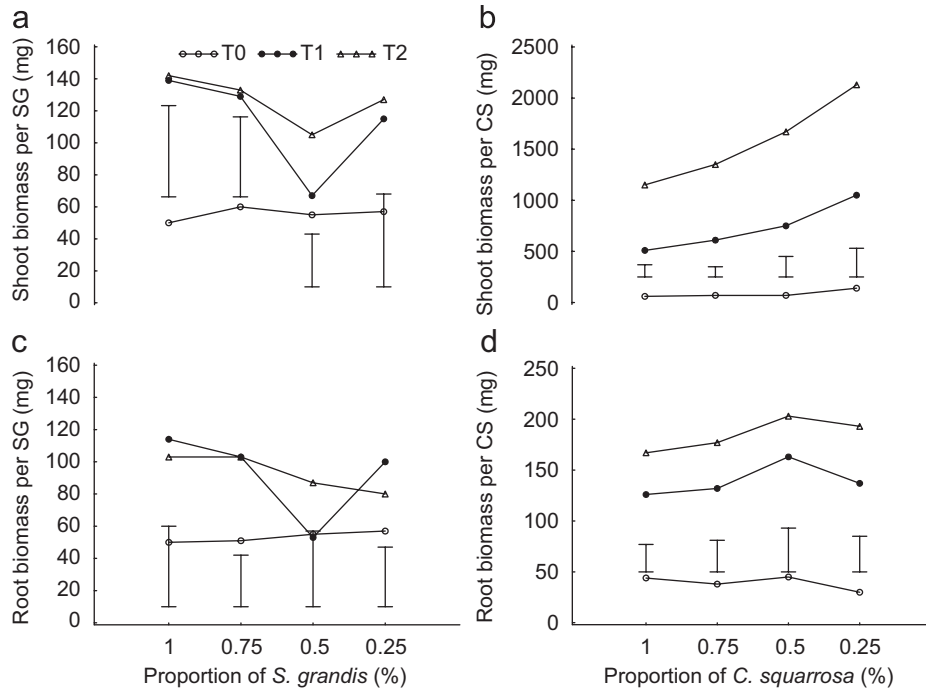 a
T0 T1 T2
Shoot biomass per SG (mg)
160
140
120
100
80
60
40
20
0
b
Shoot biomass per CS (mg)
2500
2000
1500
1000
500
0
c
Root biomass per SG (mg)
160
140
120
100
80
60
40
20
0
1 0.75 0.5 0.25
Proportion of S. grandis (%)
d
Root biomass per CS (mg)
250
200
150
100
50
0
1 0.75 0.5 0.25
Proportion of C. squarrosa (%)